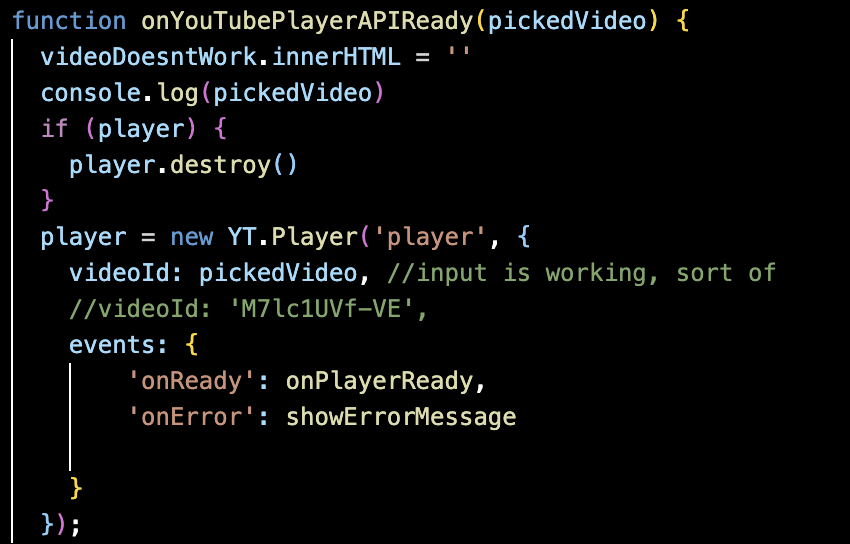 function onYouTubePlayerAPIReady(pickedVideo) {
videoDoesntWork.innerHTML = ''
console.log(pickedVideo)
if (player) {
player.destroy()
}
player = new YT.Player('player', {
videoId: pickedVideo, //input is working, sort of
//videoId: 'M7lc1UVf-VE',
events: {
'onReady': onPlayerReady,
'onError': showErrorMessage
}
});